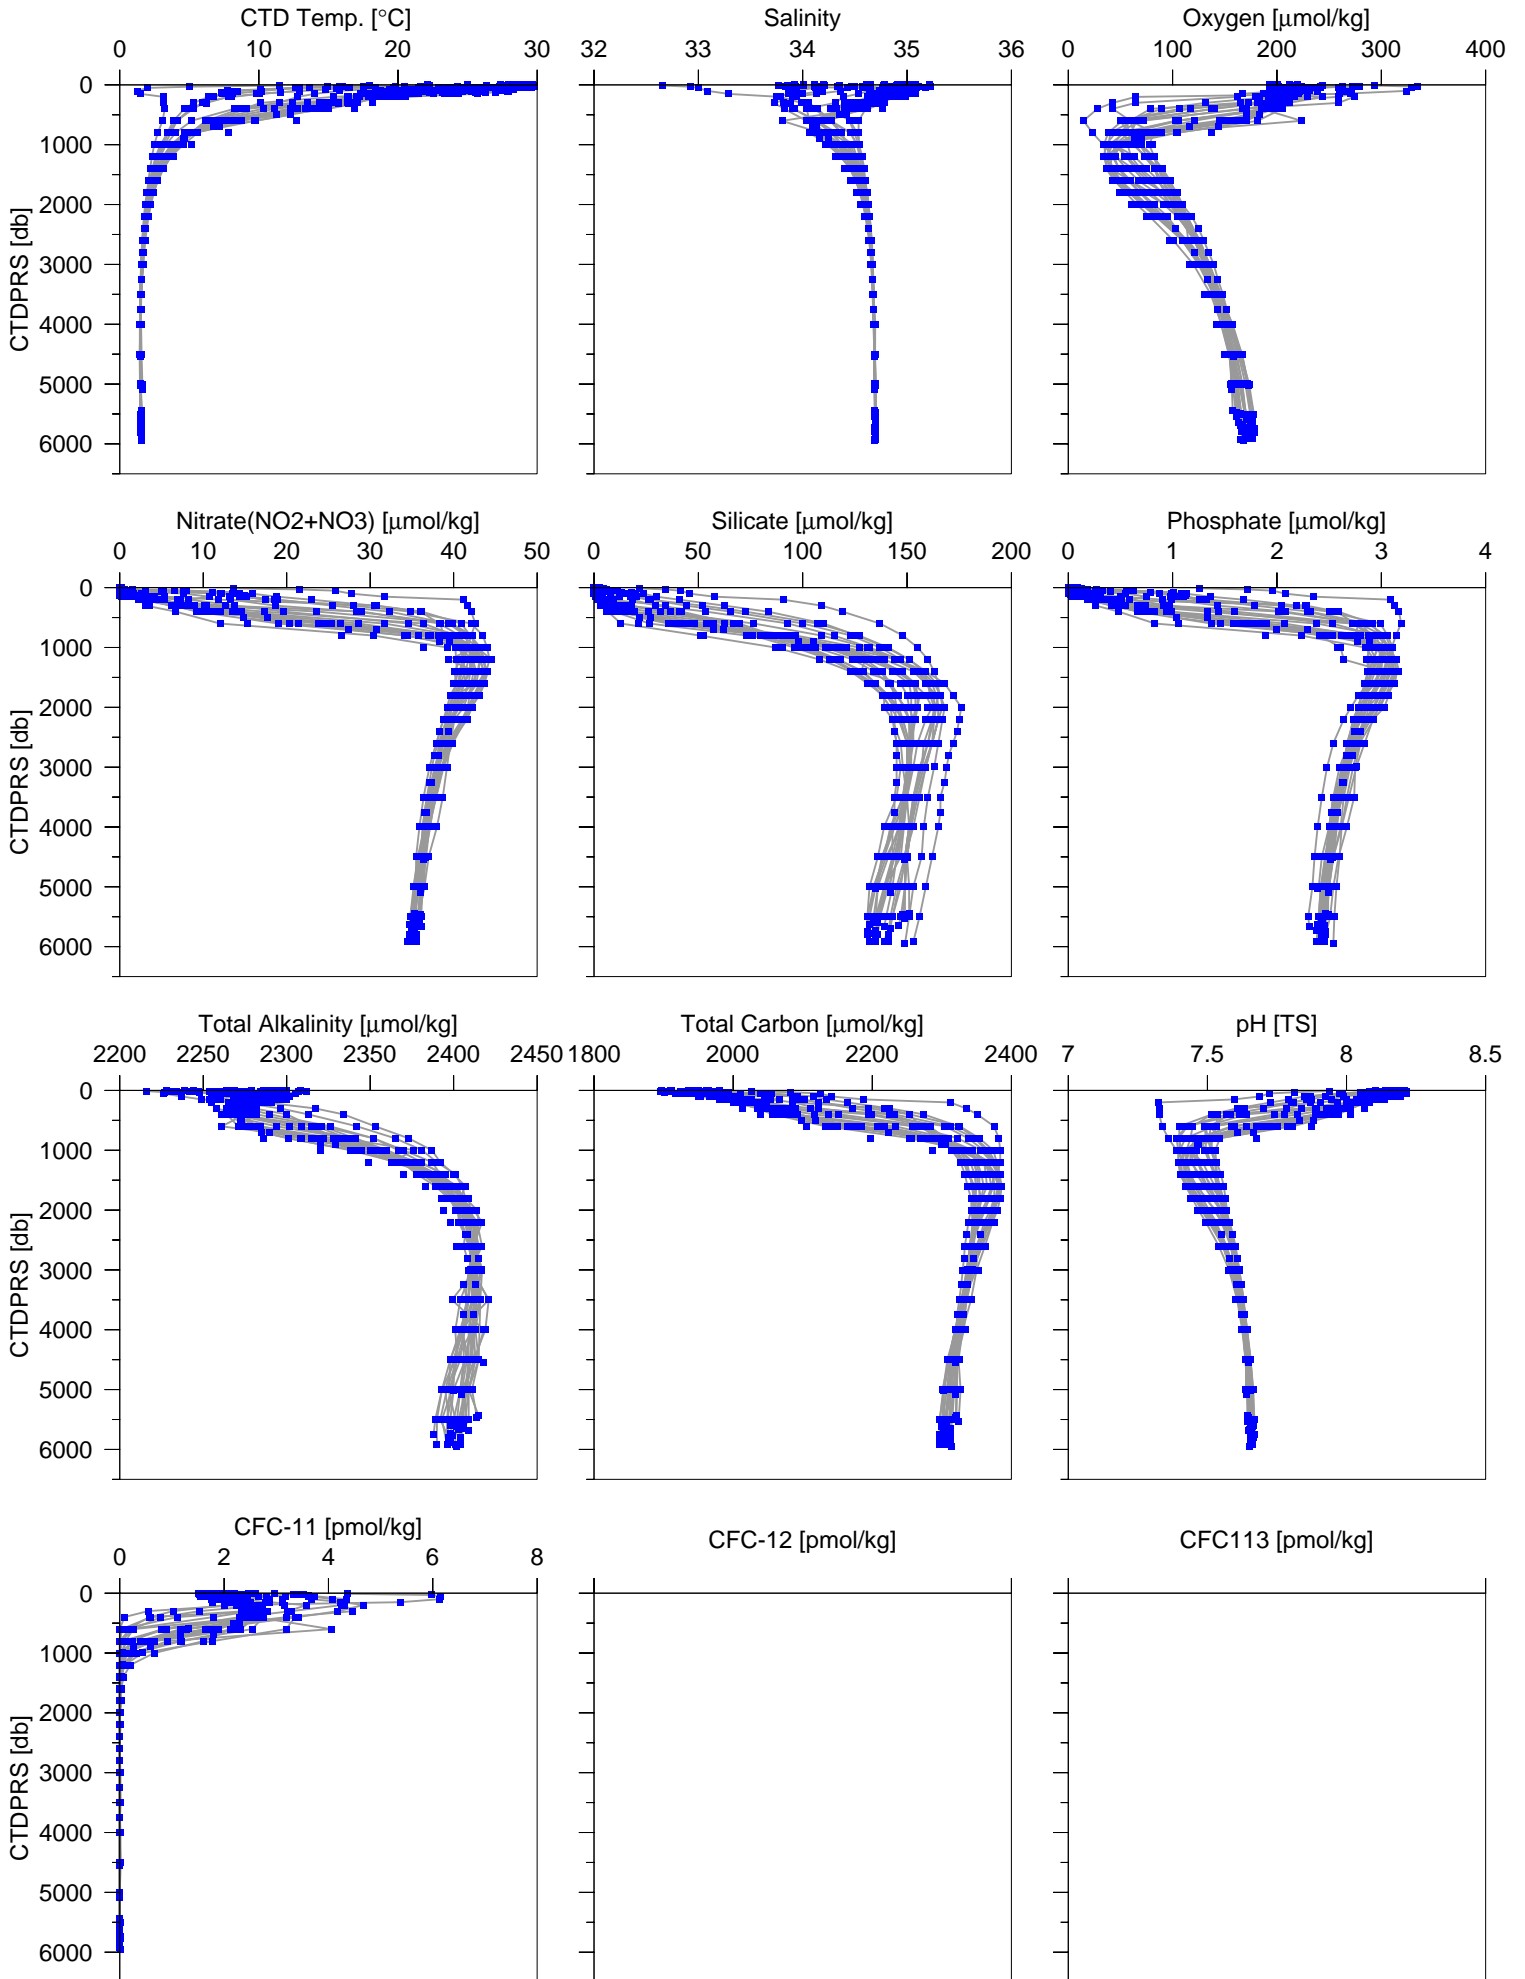 CTD Temp. [°C] Salinity Oxygen [μmol/kg]
0 10 20 30 32 33 34 35 36 0 100 200 300 400
0
1000
2000
3000
4000
5000
6000
CTDPRS [db]
Nitrate(NO2+NO3) [μmol/kg] Silicate [μmol/kg] Phosphate [μmol/kg]
0 10 20 30 40 50 0 50 100 150 200 0 1 2 3 4
0
1000
2000
3000
4000
5000
6000
CTDPRS [db]
Total Alkalinity [μmol/kg] Total Carbon [μmol/kg] pH [TS]
2200 2250 2300 2350 2400 2450 1800 2000 2200 2400 7 7.5 8 8.5
0
1000
2000
3000
4000
5000
6000
CTDPRS [db]
CFC-11 [pmol/kg] CFC-12 [pmol/kg] CFC113 [pmol/kg]
0 2 4 6 8
0
1000
2000
3000
4000
5000
6000
CTDPRS [db]